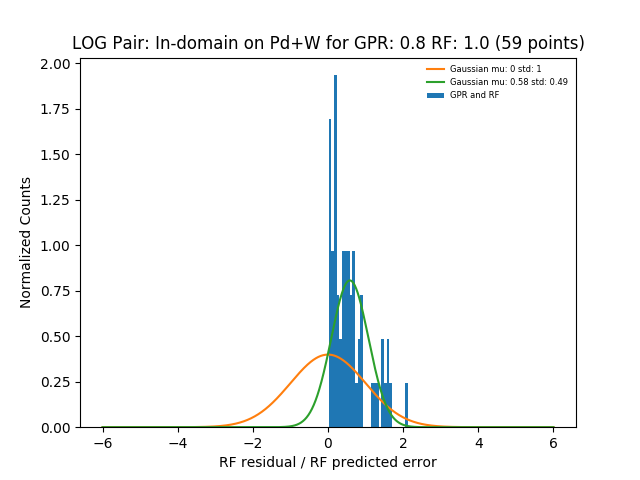 LOG Pair: In-domain on Pd+W for GPR: 0.8 RF: 1.0 (59 points)
2.00
1.75
1.50
1.25
1.00
0.75
0.50
0.25
0.00
Normalized Counts
Gaussian mu: 0 std: 1
Gaussian mu: 0.58 std: 0.49
GPR and RF
−6 −4 −2 0 2 4 6
RF residual / RF predicted error